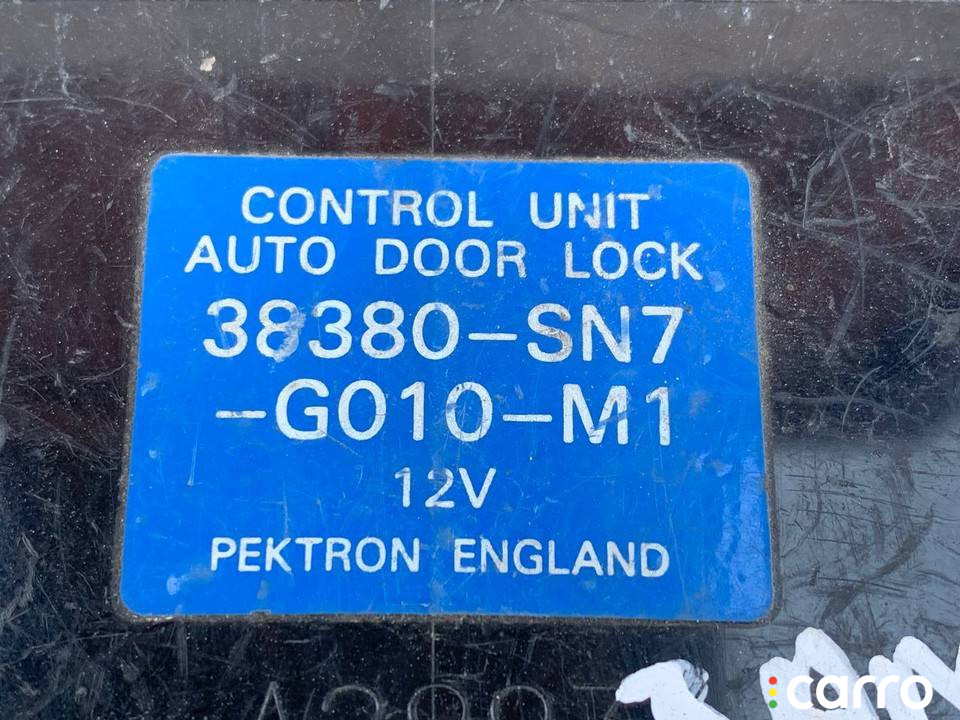 CONTROL UNIT
AUTO DOOR LOCK
38380-SN7
-G010-M1
12V
PEKTRON ENGLAND
carro